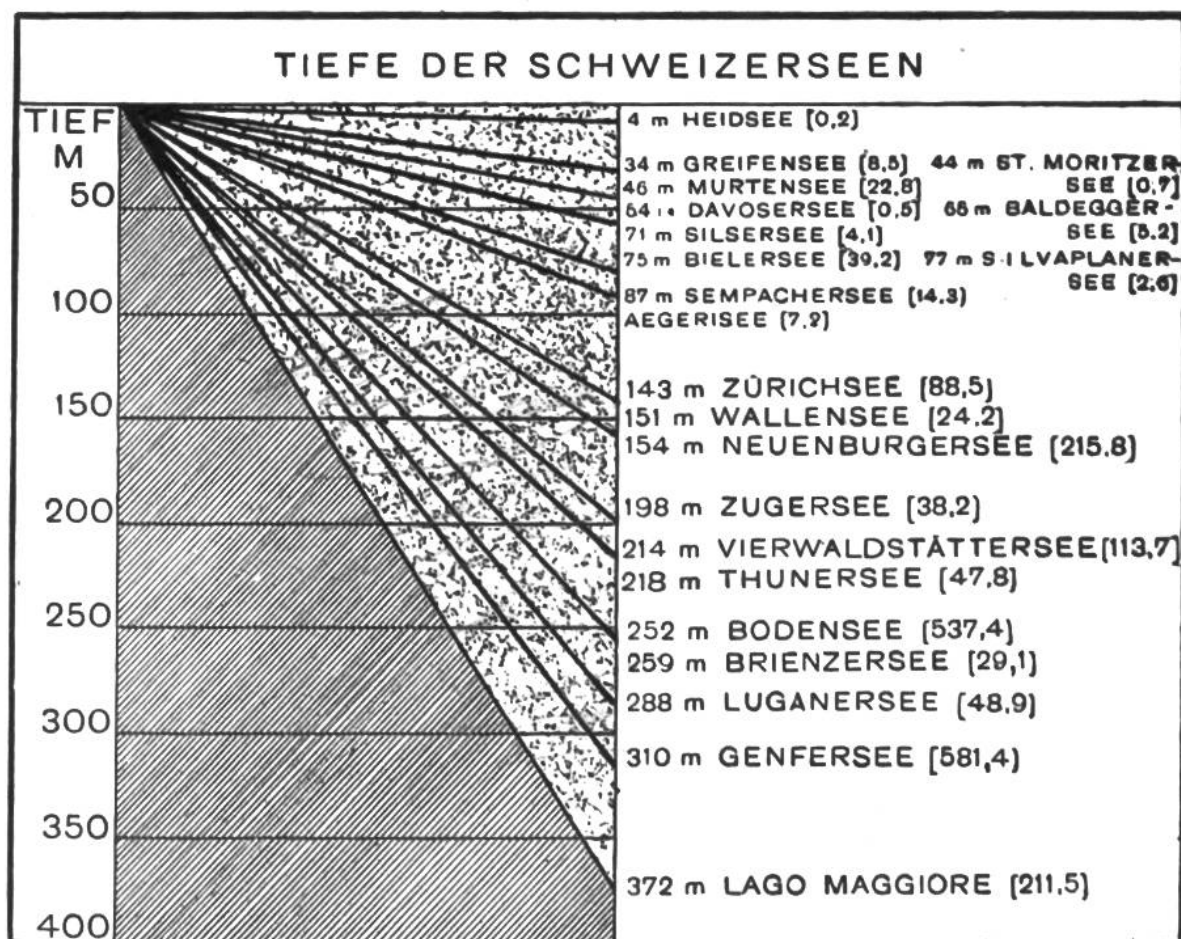 TIEFE DER SCHWEIZERSEEN
TIEF
M
50
100
150
200
250
300
350
400
4 m HEIDSEE [0,2]
34 m GREIFENSEE [8,5] 44 m ST. MORITZER-
46 m MURTENSEE [22,8] SEE [0,7]
DAVOSERSEE [0,5] 66 m BALDEGGER-
71 m SILSERSEE [4,1] SEE [5,2]
75 m BIELERSEE [39,2] 77 m SILVAPLANER-
87 m SEMPACHERSEE [14,3] SEE [2,6]
AEGERISEE [7,2]
143 m ZÜRICHSEE [88,5]
151 m WALLENSEE [24,2]
154 m NEUENBURGERSEE [215,8]
198 m ZUGERSEE [38,2]
214 m VIERWALDSTÄTTERSEE [113,7]
218 m THUNERSEE [47,8]
252 m BODENSEE [537,4]
259 m BRIENZERSEE [29,1]
288 m LUGANERSEE [48,9]
310 m GENFERSEE [581,4]
372 m LAGO MAGGIORE [211,5]